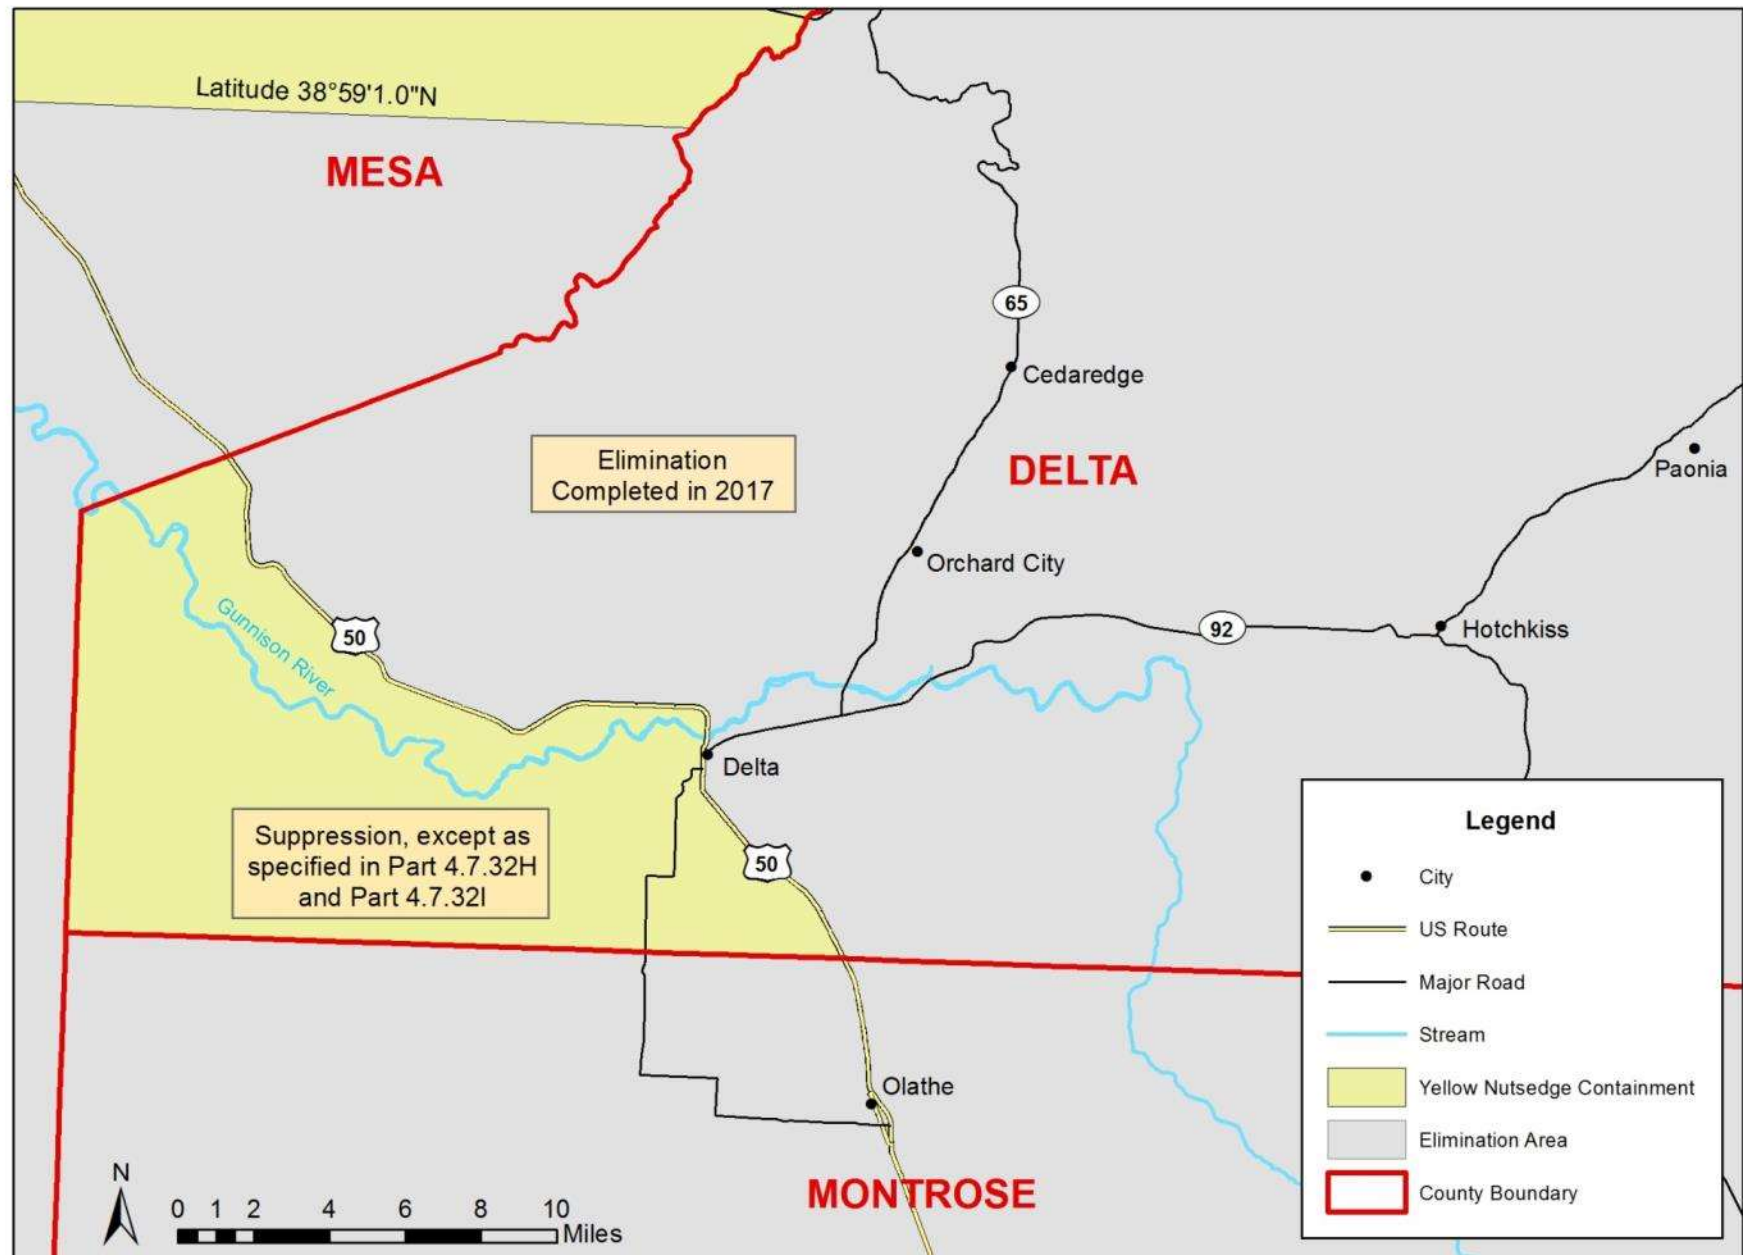 Latitude 38°59'1.0"N
MESA
65
Cedaredge
Elimination
Completed in 2017
DELTA
Paonia
Orchard City
Gunnison River
50
92
Hotchkiss
Delta
Suppression, except as
specified in Part 4.7.32H
and Part 4.7.32I
50
Olathe
MONTROSE
N
0 1 2 4 6 8 10
Miles
Legend
City
US Route
Major Road
Stream
Yellow Nutsedge Containment
Elimination Area
County Boundary